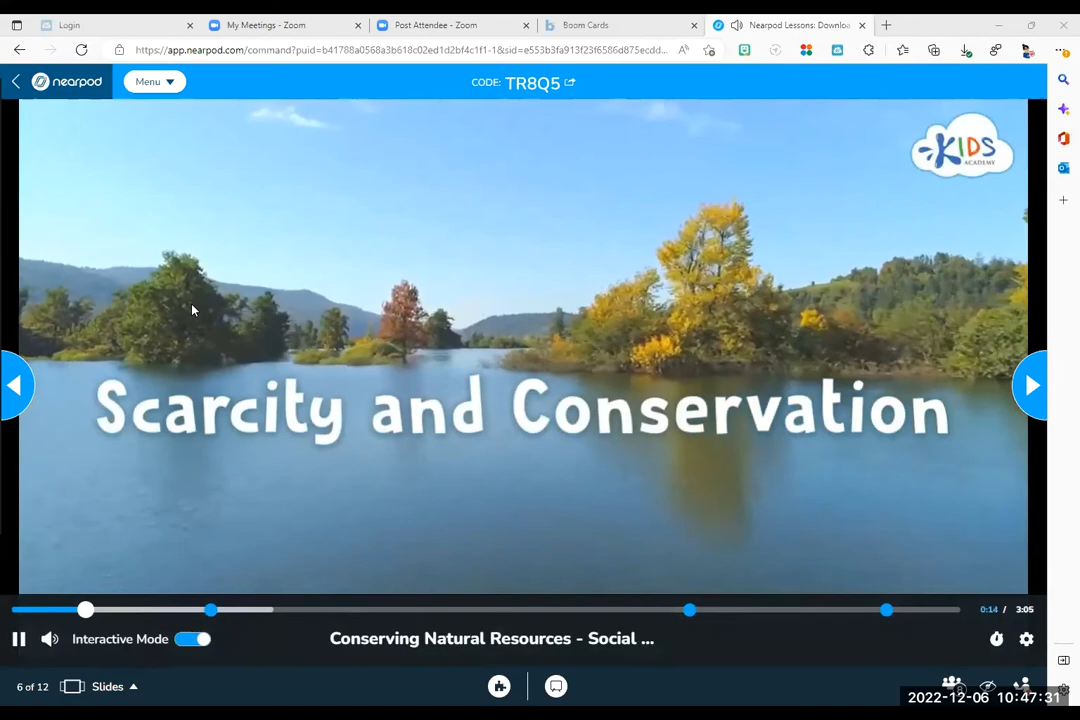 Login
My Meetings - Zoom
Post Attendee - Zoom
Boom Cards
Nearpod Lessons: Downloa
https://app.nearpod.com/command?puid=b41788a0568a3b618c02ed1d2bf4c1f1-1&sid=e553b3fa913f23f6586d875ecdd...
nearpod
Menu
CODE: TR8Q5
KIDS
ACADEMY
Scarcity and Conservation
0:14 / 3:05
Interactive Mode
Conserving Natural Resources - Social ...
6 of 12
Slides
2022-12-06 10:47:31